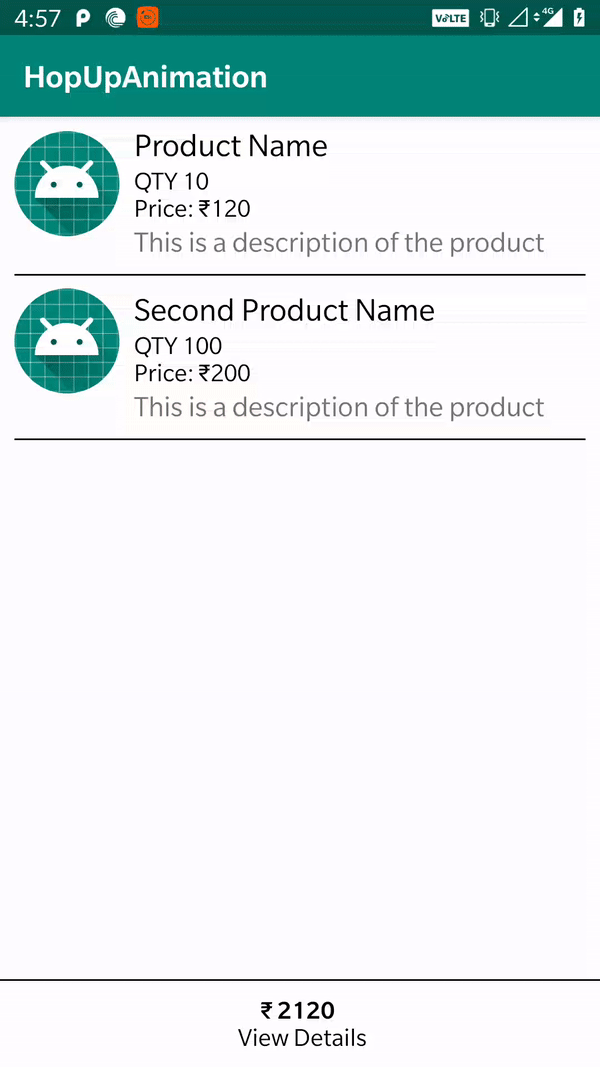 4:57
VoLTE
4G
HopUpAnimation
Product Name
QTY 10
Price: ₹120
This is a description of the product
Second Product Name
QTY 100
Price: ₹200
This is a description of the product
₹ 2120
View Details